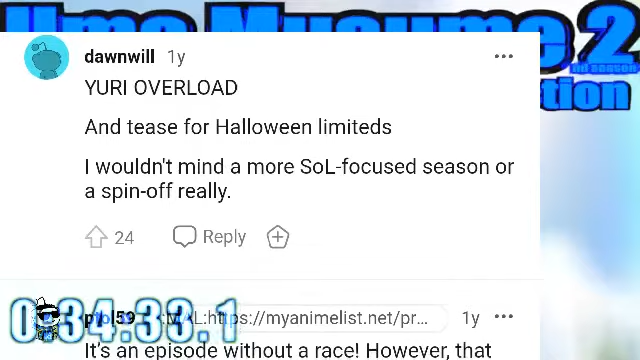 Uma Musume 2
nd season
tion
dawnwill 1y
YURI OVERLOAD
And tease for Halloween limiteds
I wouldn't mind a more SoL-focused season or
a spin-off really.
24 Reply
:MAL:https://myanimelist.net/pr... 1y
0:34:33.1
It's an episode without a race! However, that